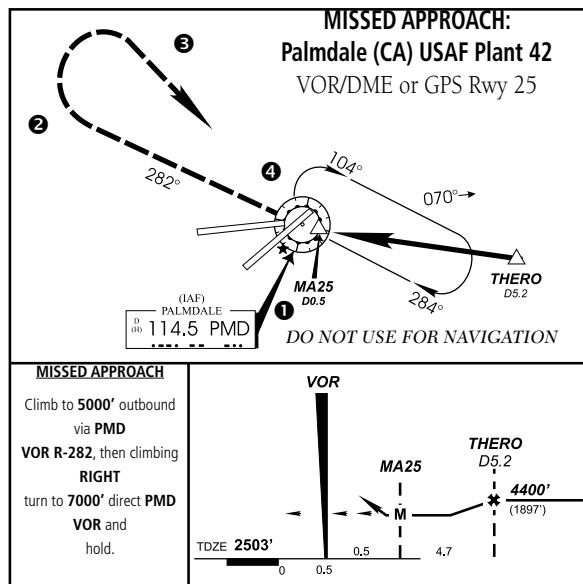 MISSED APPROACH:
Palmdale (CA) USAF Plant 42
VOR/DME or GPS Rwy 25
❸
❷
❹
282°
104°
070°
284°
MA25
D0.5
THERO
D5.2
❶
(IAF)
PALMDALE
D
(H) 114.5 PMD
DO NOT USE FOR NAVIGATION
MISSED APPROACH
Climb to 5000' outbound
via PMD
VOR R-282, then climbing
RIGHT
turn to 7000' direct PMD
VOR and
hold.
VOR
MA25
THERO
D5.2
M
4400'
(1897')
TDZE 2503'
0
0.5
0.5
4.7